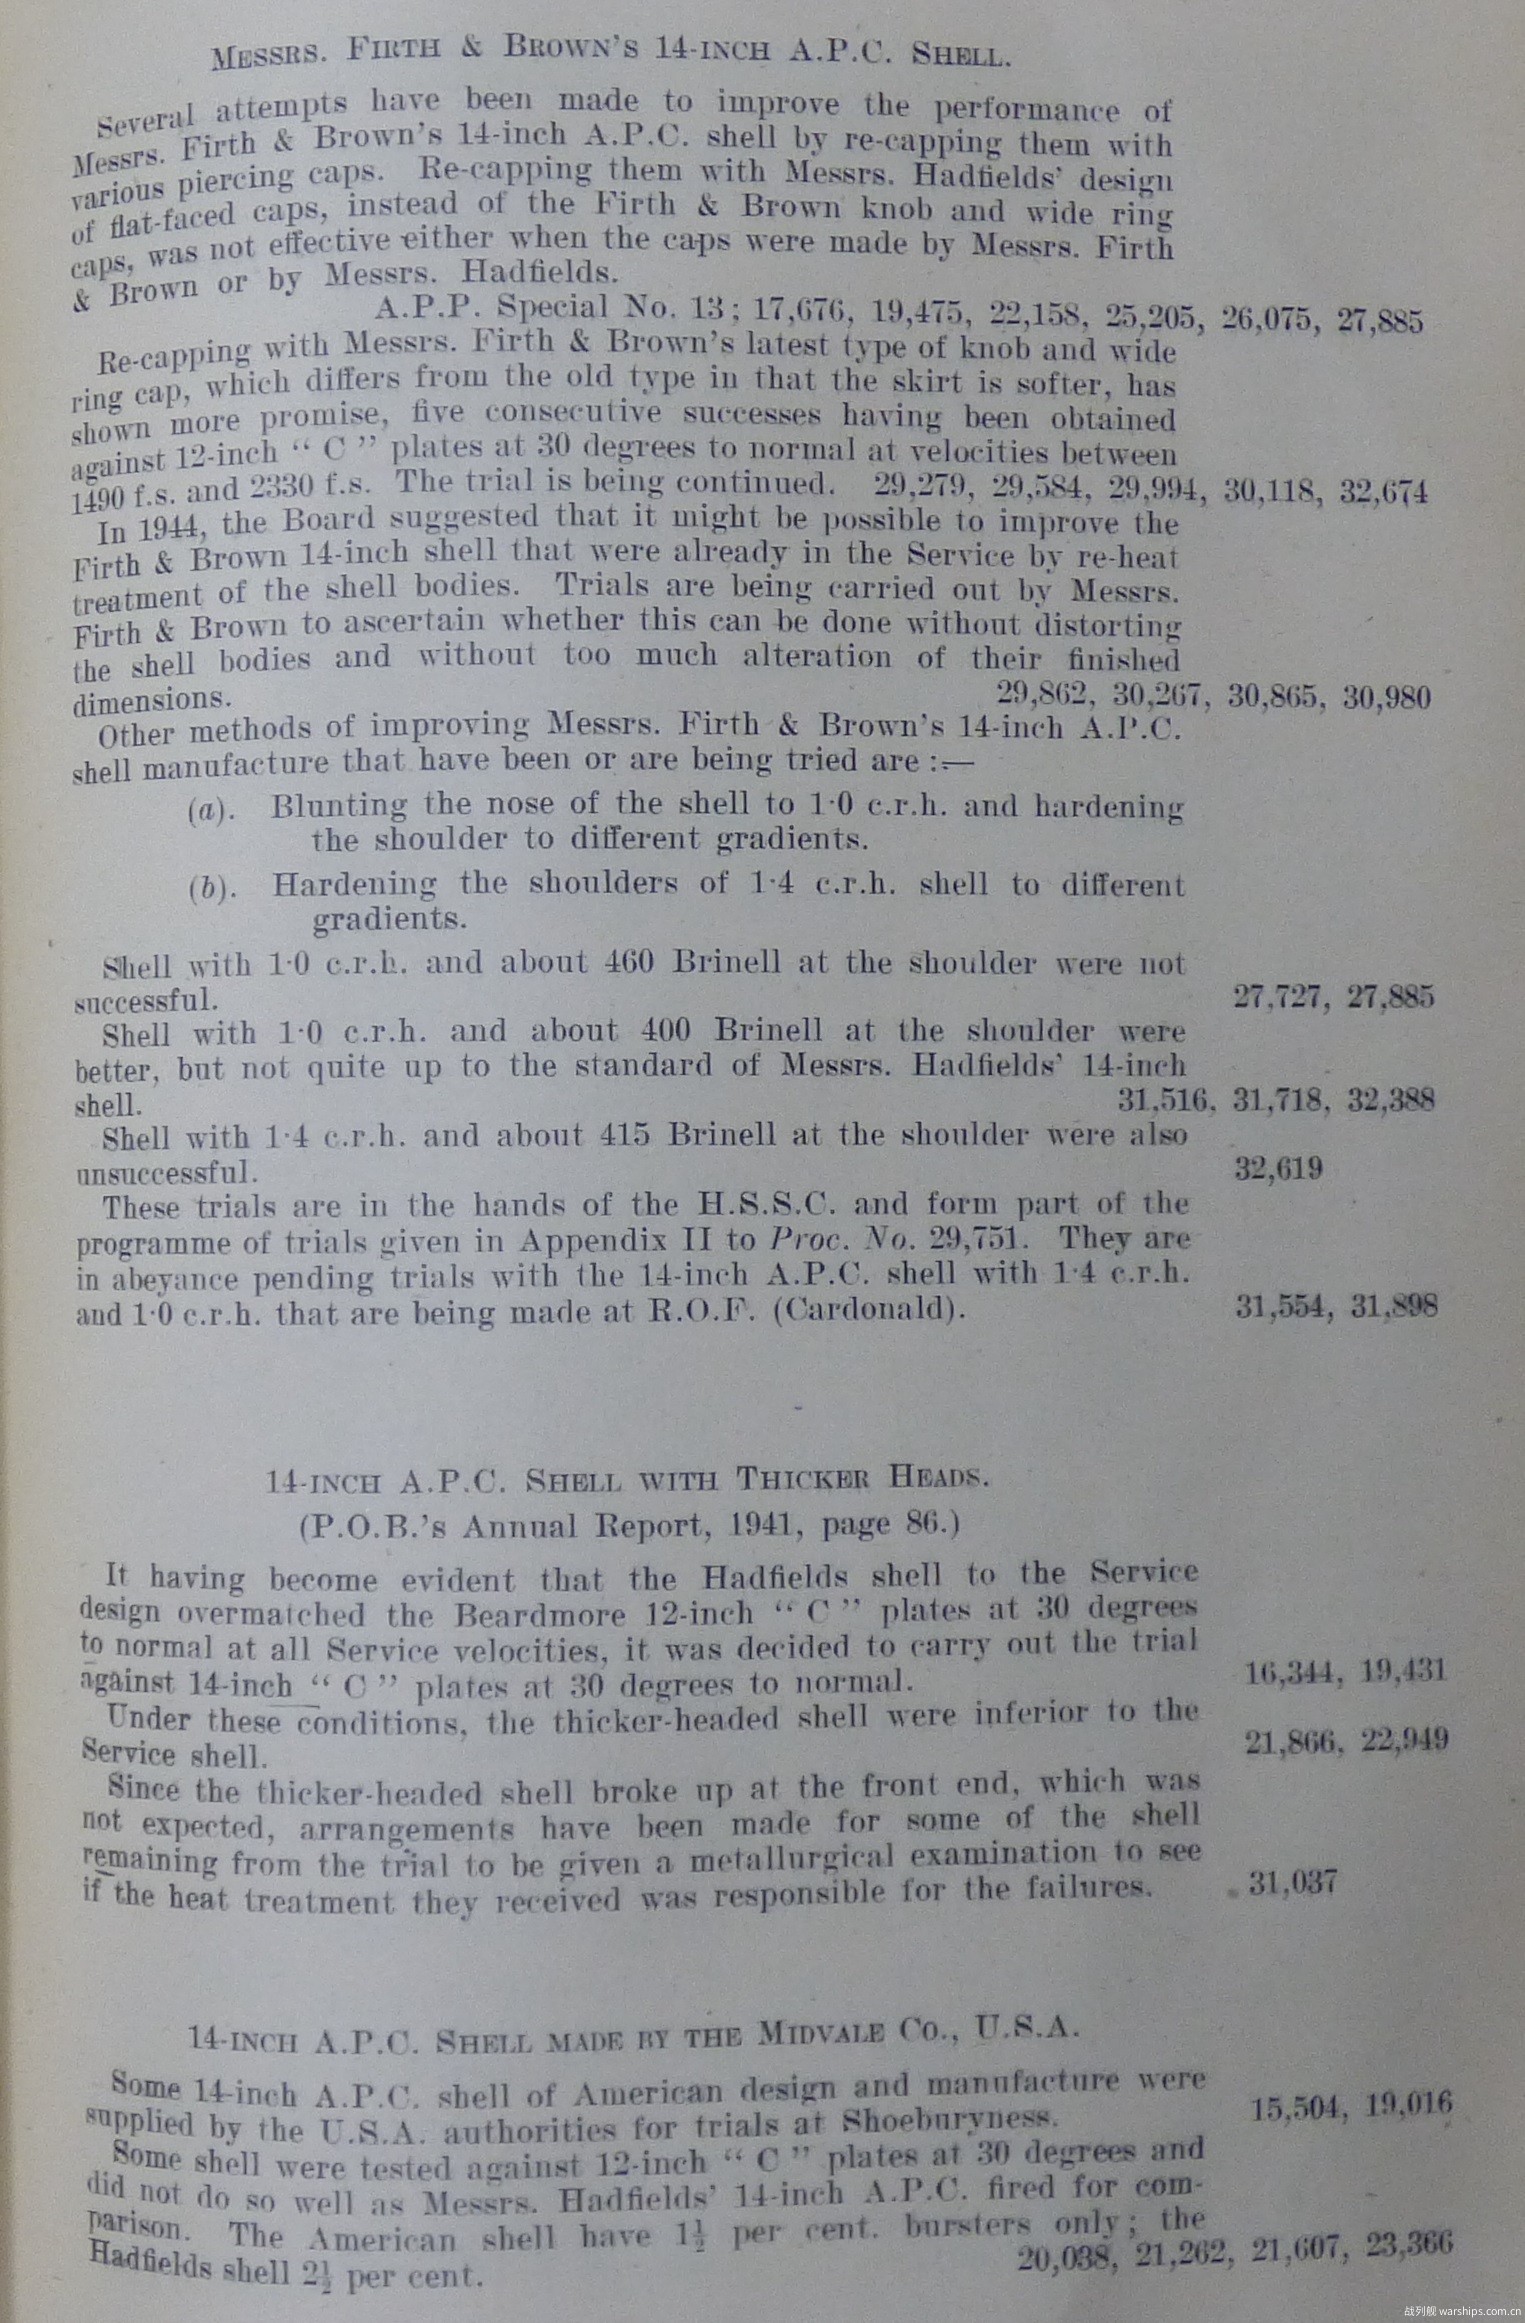 MESSRS. FIRTH & BROWN'S 14-INCH A.P.C. SHELL.
Several attempts have been made to improve the performance of
Messrs. Firth & Brown's 14-inch A.P.C. shell by re-capping them with
various piercing caps. Re-capping them with Messrs. Hadfields' design
of flat-faced caps, instead of the Firth & Brown knob and wide ring
caps, was not effective either when the caps were made by Messrs. Firth
& Brown or by Messrs. Hadfields.
A.P.P. Special No. 13; 17,676, 19,475, 22,158, 25,205, 26,075, 27,885
Re-capping with Messrs. Firth & Brown's latest type of knob and wide
ring cap, which differs from the old type in that the skirt is softer, has
shown more promise, five consecutive successes having been obtained
against 12-inch “ C ” plates at 30 degrees to normal at velocities between
1490 f.s. and 2330 f.s. The trial is being continued. 29,279, 29,584, 29,994, 30,118, 32,674
In 1944, the Board suggested that it might be possible to improve the
Firth & Brown 14-inch shell that were already in the Service by re-heat
treatment of the shell bodies. Trials are being carried out by Messrs.
Firth & Brown to ascertain whether this can be done without distorting
the shell bodies and without too much alteration of their finished
dimensions. 29,862, 30,267, 30,865, 30,980
Other methods of improving Messrs. Firth & Brown's 14-inch A.P.C.
shell manufacture that have been or are being tried are :—
(a). Blunting the nose of the shell to 1·0 c.r.h. and hardening
the shoulder to different gradients.
(b). Hardening the shoulders of 1·4 c.r.h. shell to different
gradients.
Shell with 1·0 c.r.h. and about 460 Brinell at the shoulder were not
successful. 27,727, 27,885
Shell with 1·0 c.r.h. and about 400 Brinell at the shoulder were
better, but not quite up to the standard of Messrs. Hadfields' 14-inch
shell. 31,516, 31,718, 32,388
Shell with 1·4 c.r.h. and about 415 Brinell at the shoulder were also
unsuccessful. 32,619
These trials are in the hands of the H.S.S.C. and form part of the
programme of trials given in Appendix II to Proc. No. 29,751. They are
in abeyance pending trials with the 14-inch A.P.C. shell with 1·4 c.r.h.
and 1·0 c.r.h. that are being made at R.O.F. (Cardonald). 31,554, 31,898
14-INCH A.P.C. SHELL WITH THICKER HEADS.
(P.O.B.'s Annual Report, 1941, page 86.)
It having become evident that the Hadfields shell to the Service
design overmatched the Beardmore 12-inch “ C ” plates at 30 degrees
to normal at all Service velocities, it was decided to carry out the trial
against 14-inch “ C ” plates at 30 degrees to normal. 16,344, 19,431
Under these conditions, the thicker-headed shell were inferior to the
Service shell. 21,866, 22,949
Since the thicker-headed shell broke up at the front end, which was
not expected, arrangements have been made for some of the shell
remaining from the trial to be given a metallurgical examination to see
if the heat treatment they received was responsible for the failures. 31,037
14-INCH A.P.C. SHELL MADE BY THE MIDVALE CO., U.S.A.
Some 14-inch A.P.C. shell of American design and manufacture were
supplied by the U.S.A. authorities for trials at Shoeburyness. 15,504, 19,016
Some shell were tested against 12-inch “ C ” plates at 30 degrees and
did not do so well as Messrs. Hadfields' 14-inch A.P.C. fired for com-
parison. The American shell have 1½ per cent. bursters only; the
Hadfields shell 2½ per cent. 20,038, 21,262, 21,607, 23,366
战列舰 warships.com.cn